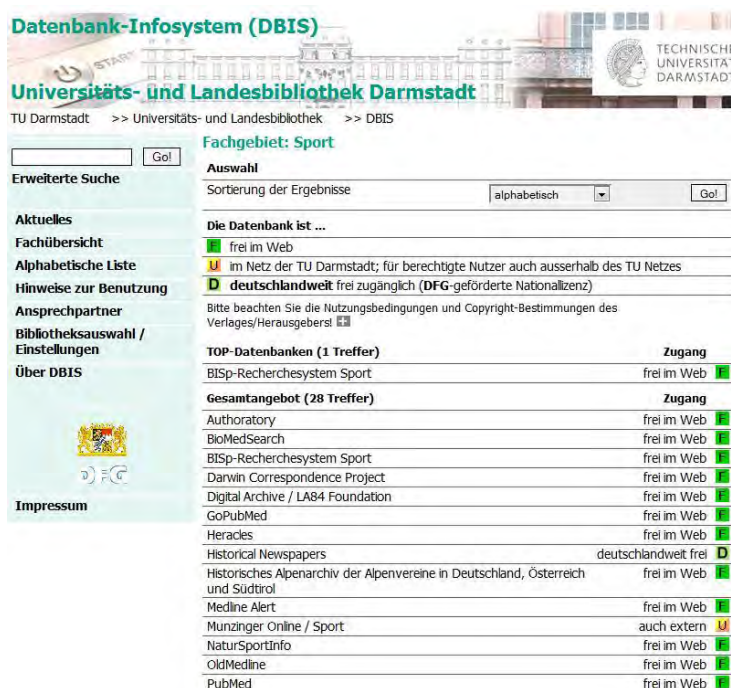 Datenbank-Infosystem (DBIS)
START
TECHNISCHE
UNIVERSITÄT
DARMSTADT
Universitäts- und Landesbibliothek Darmstadt
TU Darmstadt >> Universitäts- und Landesbibliothek >> DBIS
Go!
Erweiterte Suche
Aktuelles
Fachübersicht
Alphabetische Liste
Hinweise zur Benutzung
Ansprechpartner
Bibliotheksauswahl /
Einstellungen
Über DBIS
DFG
Impressum
Fachgebiet: Sport
Auswahl
Sortierung der Ergebnisse alphabetisch Go!
Die Datenbank ist ...
F frei im Web
U im Netz der TU Darmstadt; für berechtigte Nutzer auch ausserhalb des TU Netzes
D deutschlandweit frei zugänglich (DFG-geförderte Nationallizenz)
Bitte beachten Sie die Nutzungsbedingungen und Copyright-Bestimmungen des
Verlages/Herausgebers!
TOP-Datenbanken (1 Treffer) Zugang
BISp-Recherchesystem Sport frei im Web F
Gesamtangebot (28 Treffer) Zugang
Authoratory frei im Web F
BioMedSearch frei im Web F
BISp-Recherchesystem Sport frei im Web F
Darwin Correspondence Project frei im Web F
Digital Archive / LA84 Foundation frei im Web F
GoPubMed frei im Web F
Heracles frei im Web F
Historical Newspapers deutschlandweit frei D
Historisches Alpenarchiv der Alpenvereine in Deutschland, Österreich frei im Web F
und Südtirol
Medline Alert frei im Web F
Munzinger Online / Sport auch extern U
NaturSportInfo frei im Web F
OldMedline frei im Web F
PubMed frei im Web F